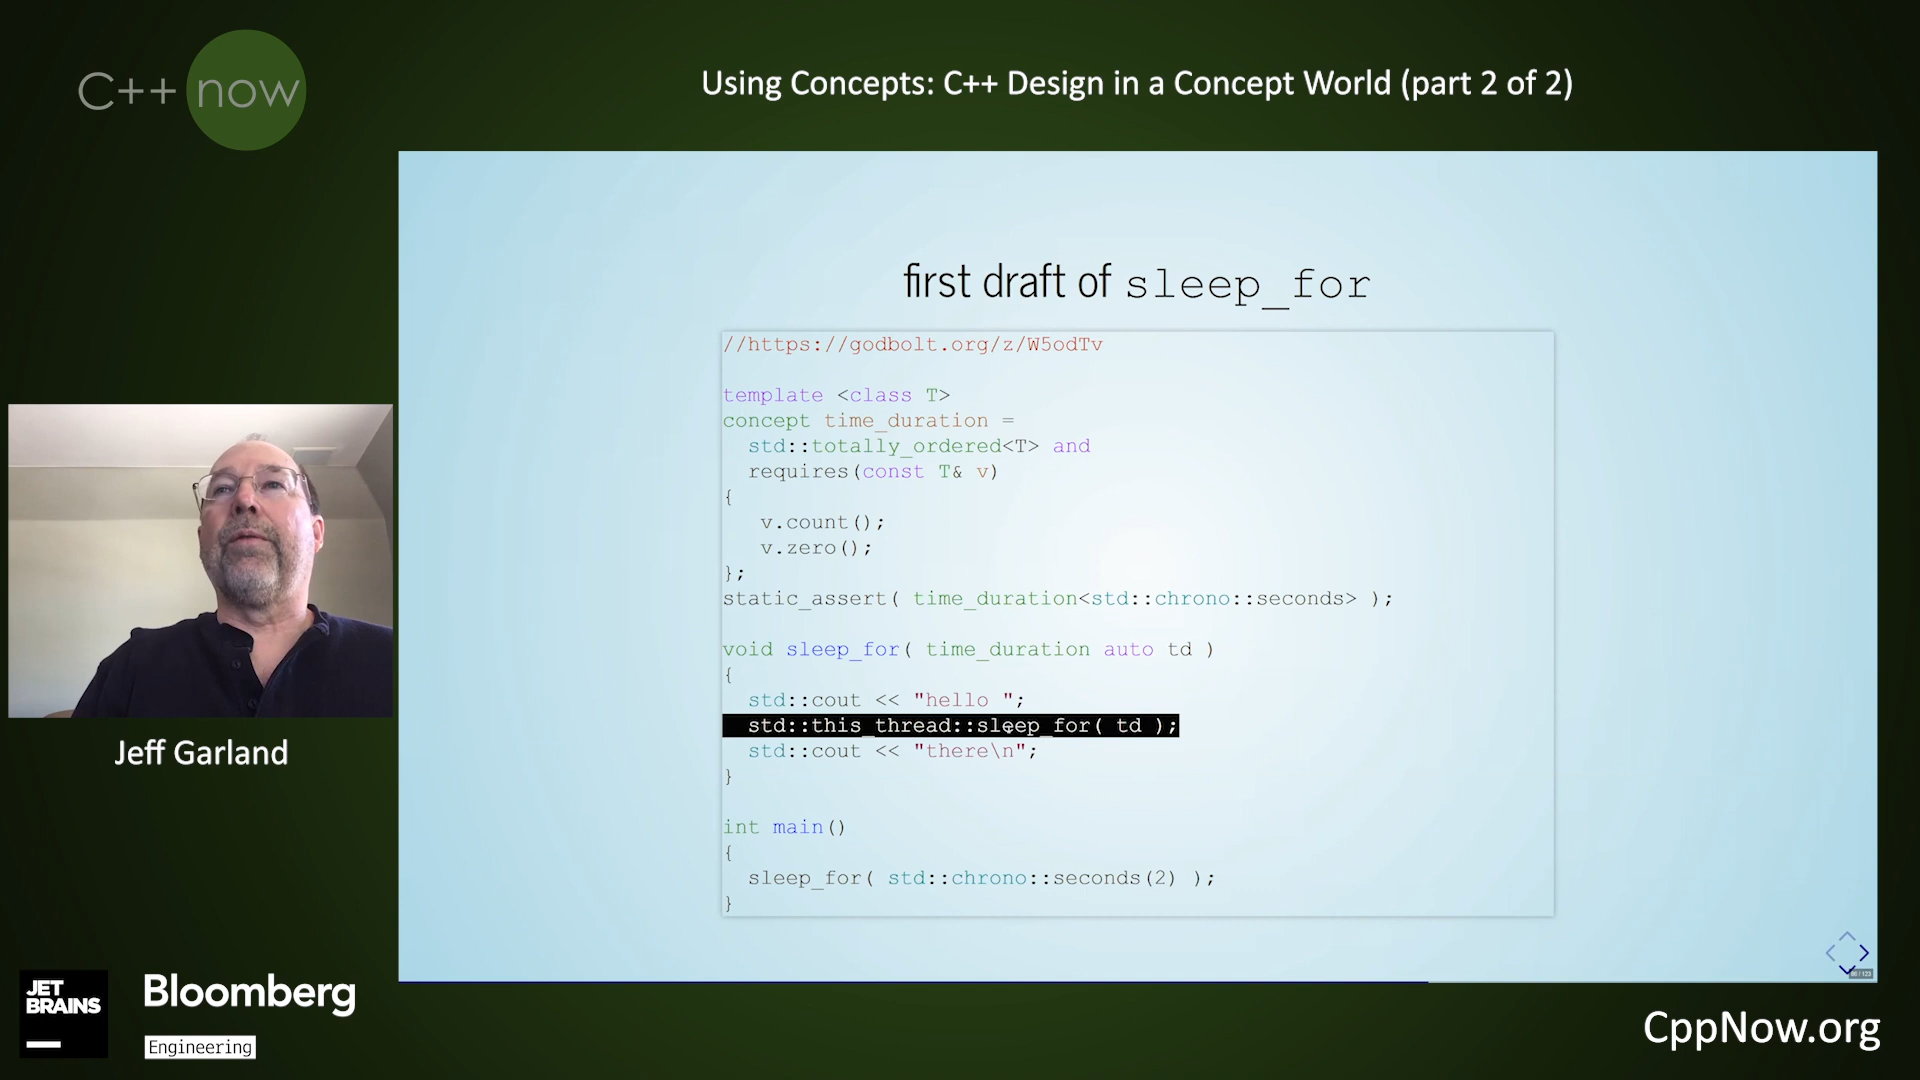 C++ now
Using Concepts: C++ Design in a Concept World (part 2 of 2)
first draft of sleep_for
//https://godbolt.org/z/W5odTv
template <class T>
concept time_duration =
  std::totally_ordered<T> and
  requires(const T& v)
{
   v.count();
   v.zero();
};
static_assert( time_duration<std::chrono::seconds> );
void sleep_for( time_duration auto td )
{
  std::cout << "hello ";
  std::this_thread::sleep_for( td );
  std::cout << "there\n";
}
int main()
{
  sleep_for( std::chrono::seconds(2) );
}
Jeff Garland
JET
BRAINS
Bloomberg
Engineering
CppNow.org